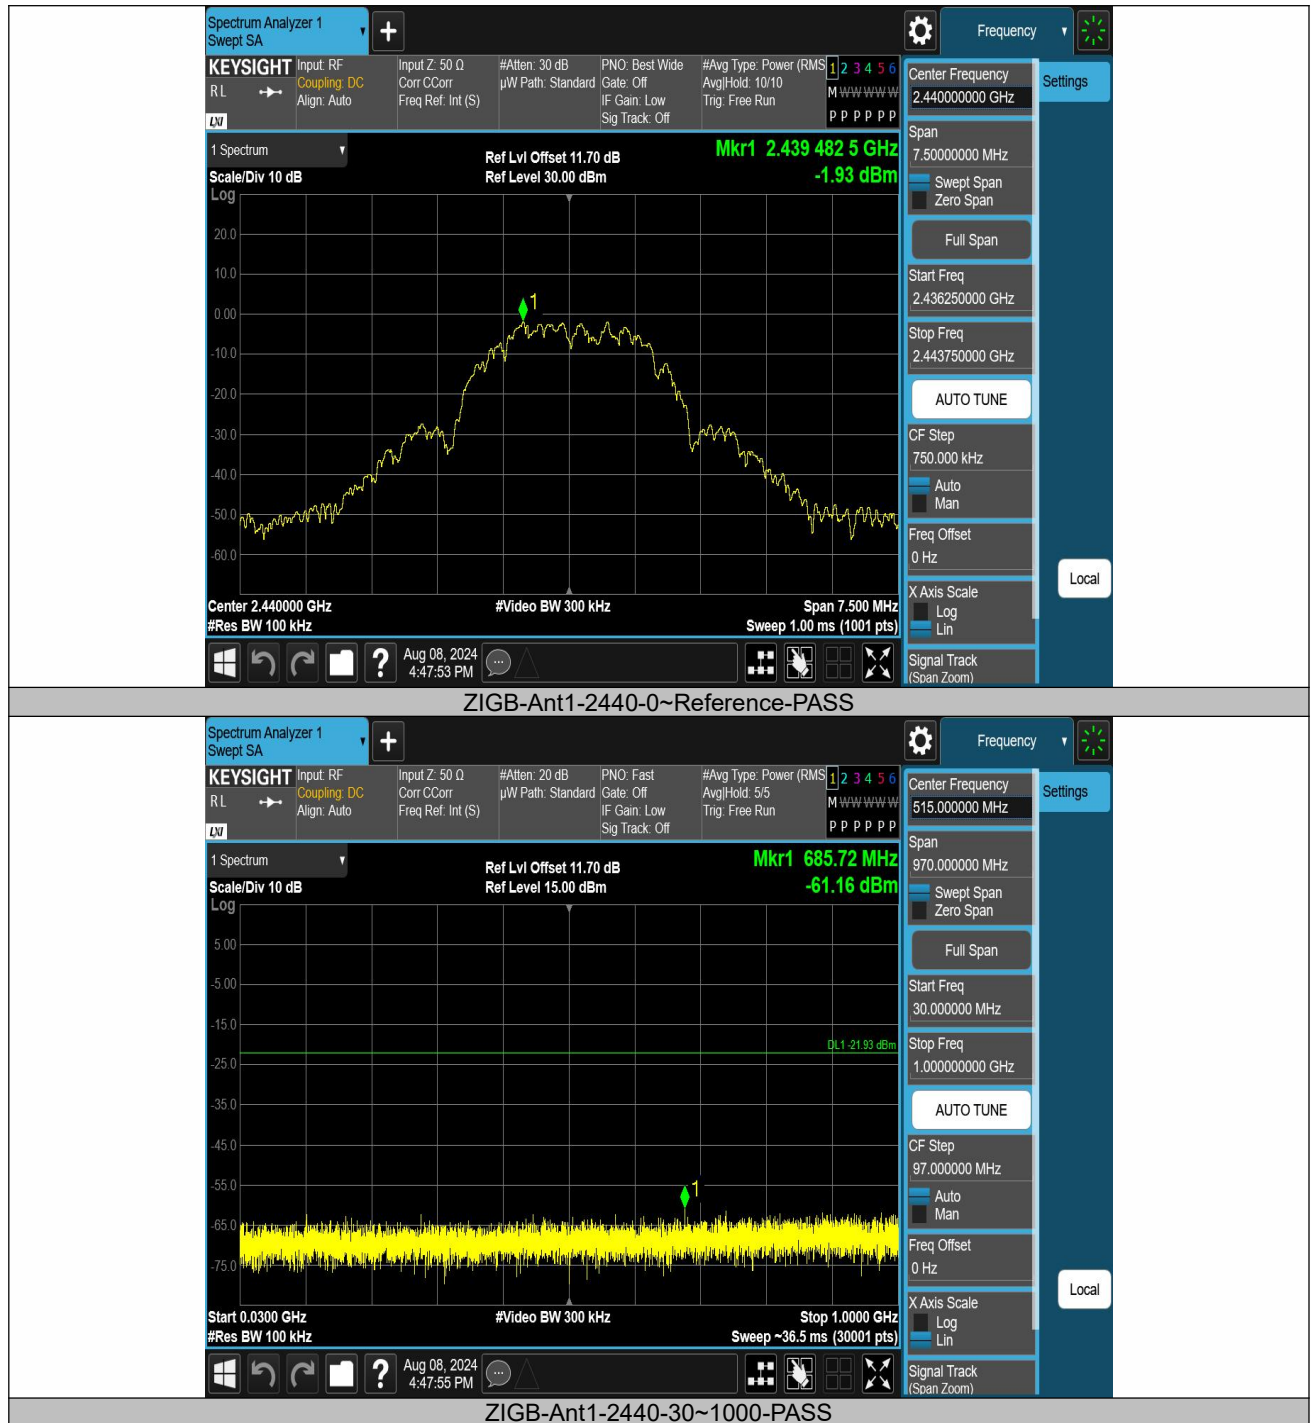 Spectrum Analyzer 1
Swept SA
+
Frequency
KEYSIGHT
RL
LXI
Input: RF
Coupling: DC
Align: Auto
Input Z: 50 Ω
Corr CCorr
Freq Ref: Int (S)
#Atten: 30 dB
µW Path: Standard
PNO: Best Wide
Gate: Off
IF Gain: Low
Sig Track: Off
#Avg Type: Power (RMS
Avg|Hold: 10/10
Trig: Free Run
1 2 3 4 5 6
M W W W W W
P P P P P P
1 Spectrum
Scale/Div 10 dB
Log
Ref Lvl Offset 11.70 dB
Ref Level 30.00 dBm
Mkr1 2.439 482 5 GHz
-1.93 dBm
20.0
10.0
0.00
-10.0
-20.0
-30.0
-40.0
-50.0
-60.0
1
Center 2.440000 GHz
#Res BW 100 kHz
#Video BW 300 kHz
Span 7.500 MHz
Sweep 1.00 ms (1001 pts)
Aug 08, 2024
4:47:53 PM
Center Frequency
2.440000000 GHz
Settings
Span
7.50000000 MHz
Swept Span
Zero Span
Full Span
Start Freq
2.436250000 GHz
Stop Freq
2.443750000 GHz
AUTO TUNE
CF Step
750.000 kHz
Auto
Man
Freq Offset
0 Hz
X Axis Scale
Log
Lin
Local
Signal Track
(Span Zoom)
ZIGB-Ant1-2440-0~Reference-PASS
Spectrum Analyzer 1
Swept SA
+
Frequency
KEYSIGHT
RL
LXI
Input: RF
Coupling: DC
Align: Auto
Input Z: 50 Ω
Corr CCorr
Freq Ref: Int (S)
#Atten: 20 dB
µW Path: Standard
PNO: Fast
Gate: Off
IF Gain: Low
Sig Track: Off
#Avg Type: Power (RMS
Avg|Hold: 5/5
Trig: Free Run
1 2 3 4 5 6
M W W W W W
P P P P P P
1 Spectrum
Scale/Div 10 dB
Log
Ref Lvl Offset 11.70 dB
Ref Level 15.00 dBm
Mkr1 685.72 MHz
-61.16 dBm
5.00
-5.00
-15.0
-25.0
-35.0
-45.0
-55.0
-65.0
-75.0
DL1 -21.93 dBm
1
Start 0.0300 GHz
#Res BW 100 kHz
#Video BW 300 kHz
Stop 1.0000 GHz
Sweep ~36.5 ms (30001 pts)
Aug 08, 2024
4:47:55 PM
Center Frequency
515.000000 MHz
Settings
Span
970.000000 MHz
Swept Span
Zero Span
Full Span
Start Freq
30.000000 MHz
Stop Freq
1.000000000 GHz
AUTO TUNE
CF Step
97.000000 MHz
Auto
Man
Freq Offset
0 Hz
X Axis Scale
Log
Lin
Local
Signal Track
(Span Zoom)
ZIGB-Ant1-2440-30~1000-PASS